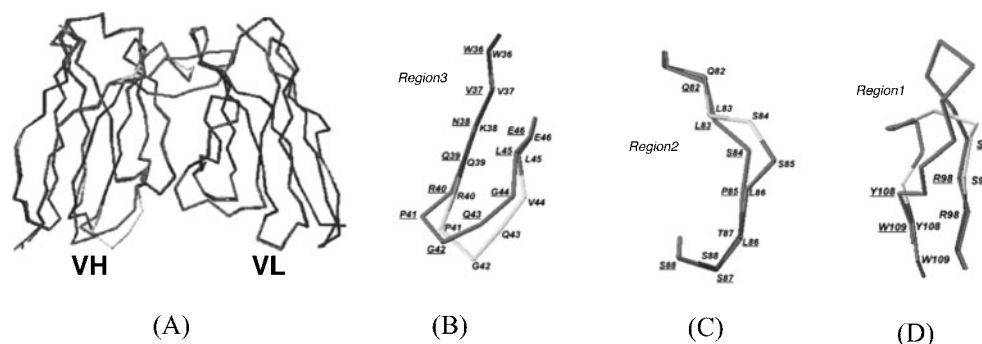 VH
VL
(A)
W36
W36
Region3
V37
V37
N38
K38
E46
E46
Q39
Q39
L45
L45
R40
R40
G44
V44
P41
Q43
P41
Q43
G42
G42
(B)
Q82
Q82
L83
S84
L83
Region2
S84
S85
P85
L86
T87
L86
S88
S88
S87
(C)
Region1
R98
Y108
R98
W109
Y108
W109
(D)